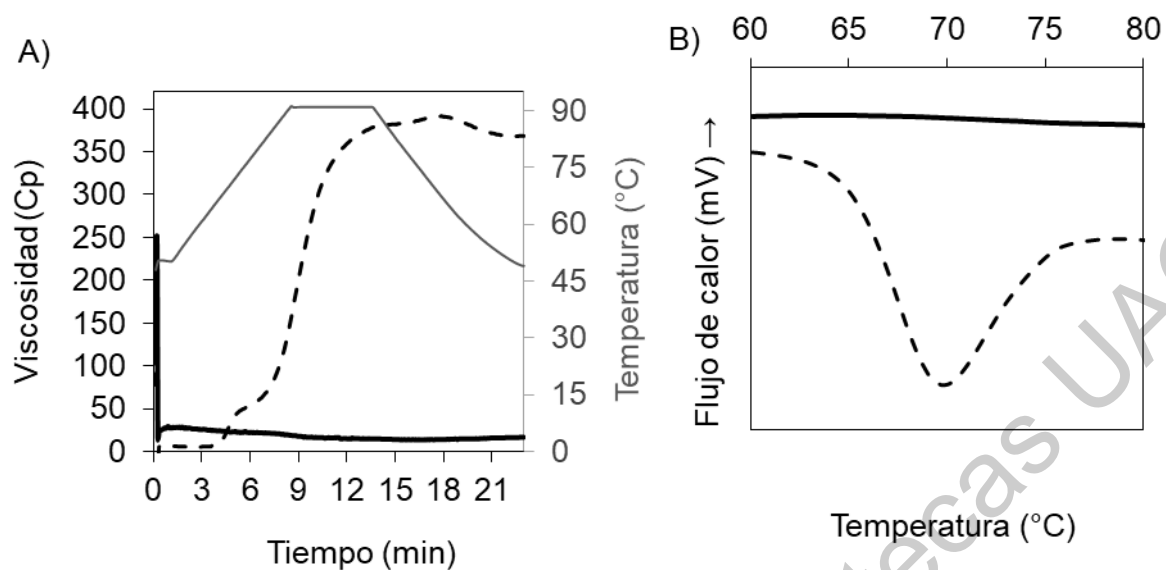 A)
Viscosidad (Cp)
400
350
300
250
200
150
100
50
0
90
75
60
45
30
15
0
Temperatura (°C)
0 3 6 9 12 15 18 21
Tiempo (min)
B)
60 65 70 75 80
Flujo de calor (mV) →
Temperatura (°C)